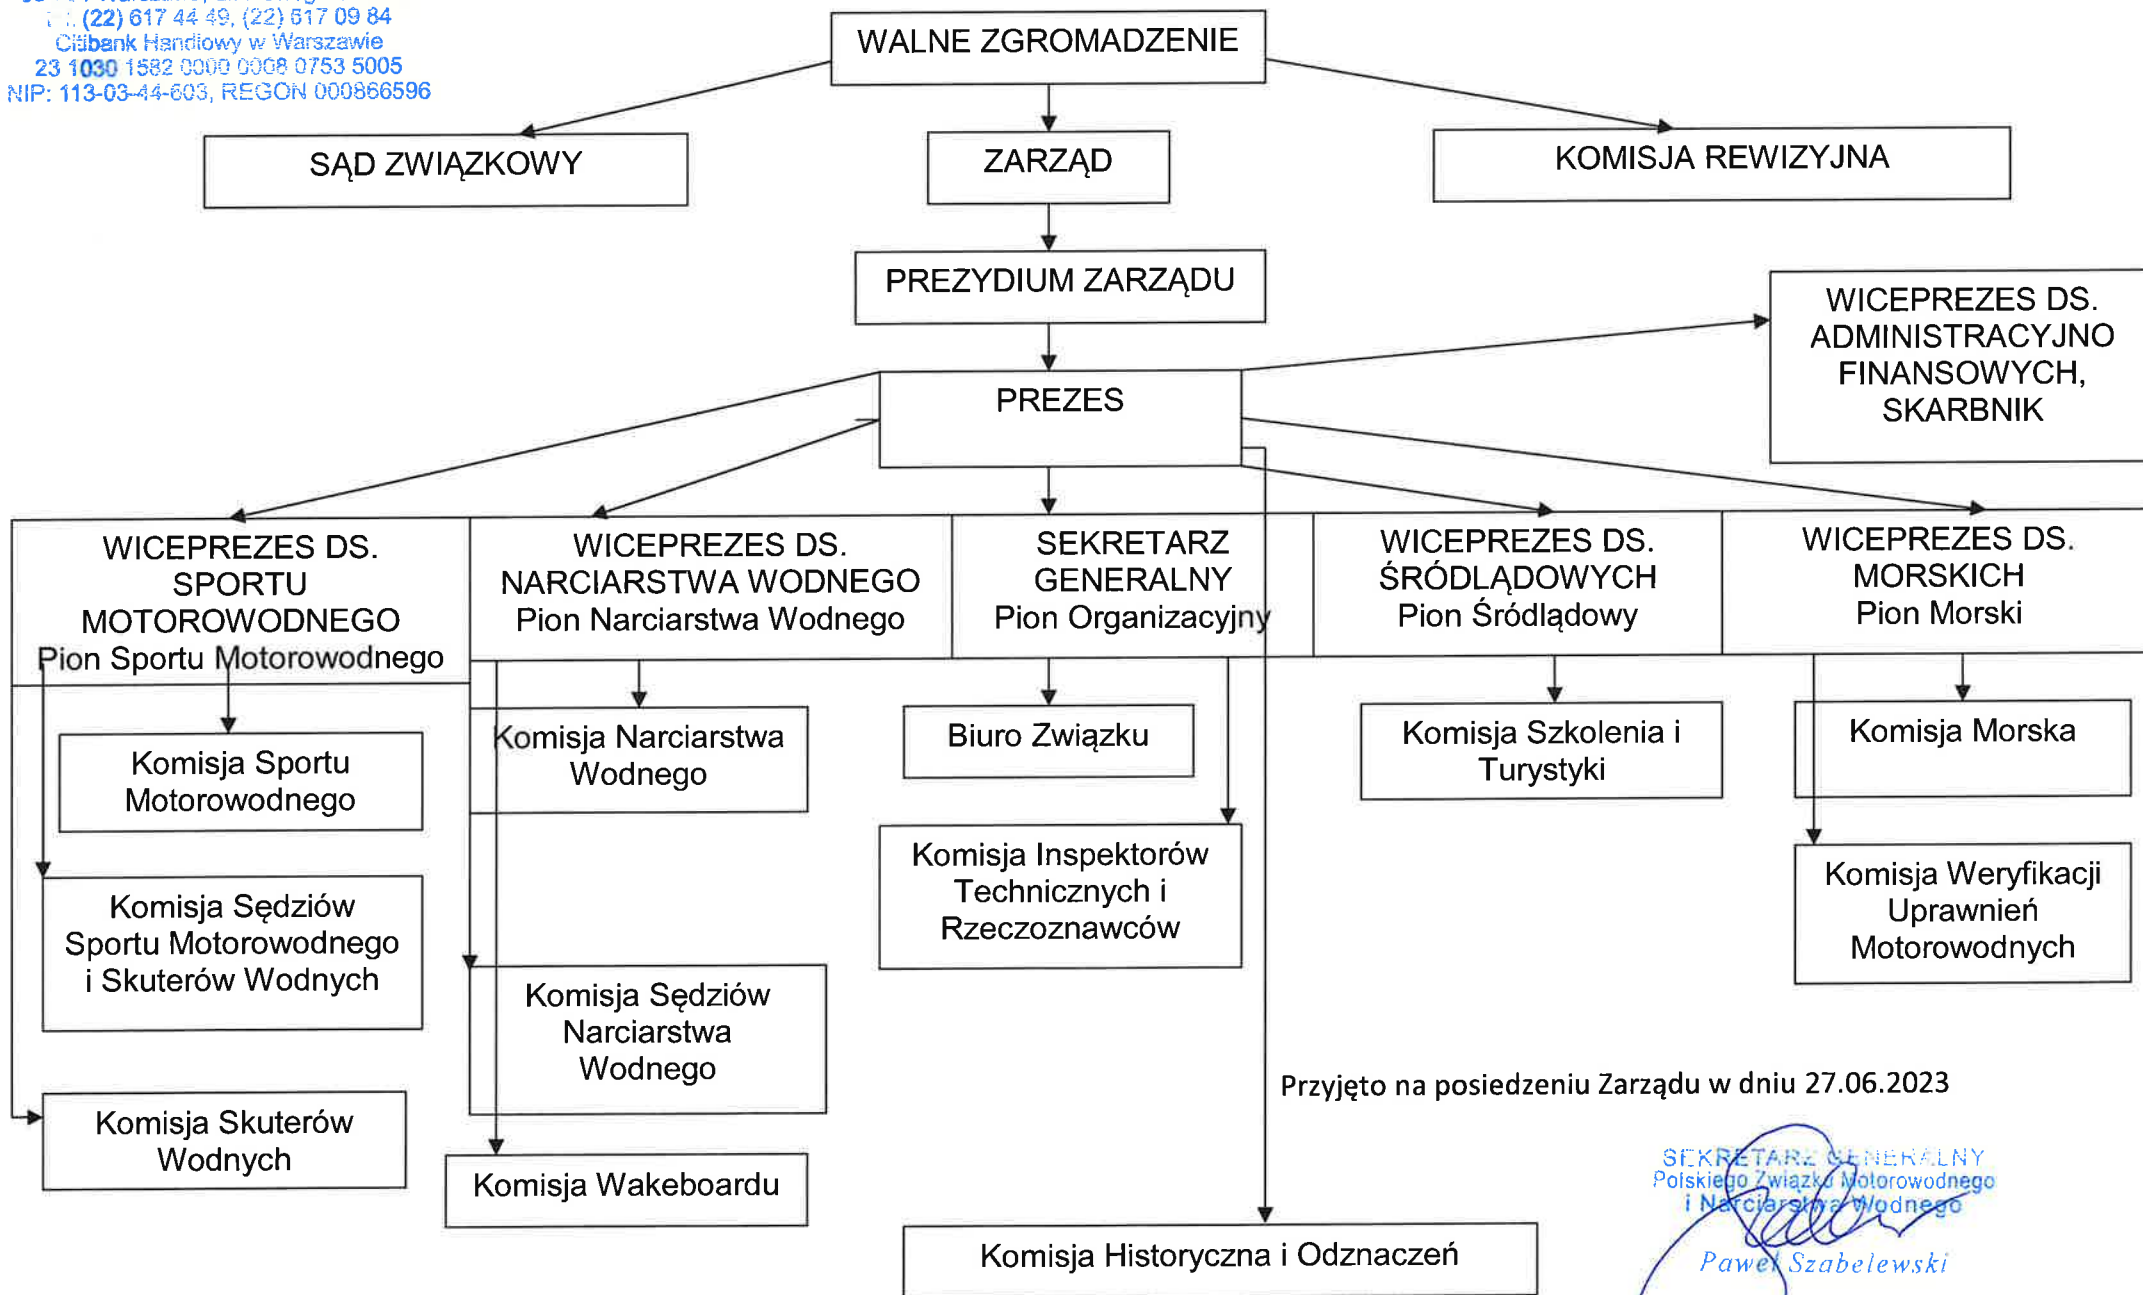 (22) 617 44 49, (22) 617 09 84
Citibank Handlowy w Warszawie
23 1030 1582 0000 0008 0753 5005
NIP: 113-03-44-603, REGON 000866596
WALNE ZGROMADZENIE
SĄD ZWIĄZKOWY
ZARZĄD
KOMISJA REWIZYJNA
PREZYDIUM ZARZĄDU
WICEPREZES DS.
ADMINISTRACYJNO
FINANSOWYCH,
SKARBNIK
PREZES
WICEPREZES DS.
SPORTU
MOTOROWODNEGO
Pion Sportu Motorowodnego
WICEPREZES DS.
NARCIARSTWA WODNEGO
Pion Narciarstwa Wodnego
SEKRETARZ
GENERALNY
Pion Organizacyjny
WICEPREZES DS.
ŚRÓDLĄDOWYCH
Pion Śródlądowy
WICEPREZES DS.
MORSKICH
Pion Morski
Komisja Sportu
Motorowodnego
Komisja Narciarstwa
Wodnego
Biuro Związku
Komisja Szkolenia i
Turystyki
Komisja Morska
Komisja Sędziów
Sportu Motorowodnego
i Skuterów Wodnych
Komisja Inspektorów
Technicznych i
Rzeczoznawców
Komisja Weryfikacji
Uprawnień
Motorowodnych
Komisja Sędziów
Narciarstwa
Wodnego
Komisja Skuterów
Wodnych
Komisja Wakeboardu
Przyjęto na posiedzeniu Zarządu w dniu 27.06.2023
Komisja Historyczna i Odznaczeń
SEKRETARZ GENERALNY
Polskiego Związku Motorowodnego
i Narciarstwa Wodnego
Paweł Szabelewski